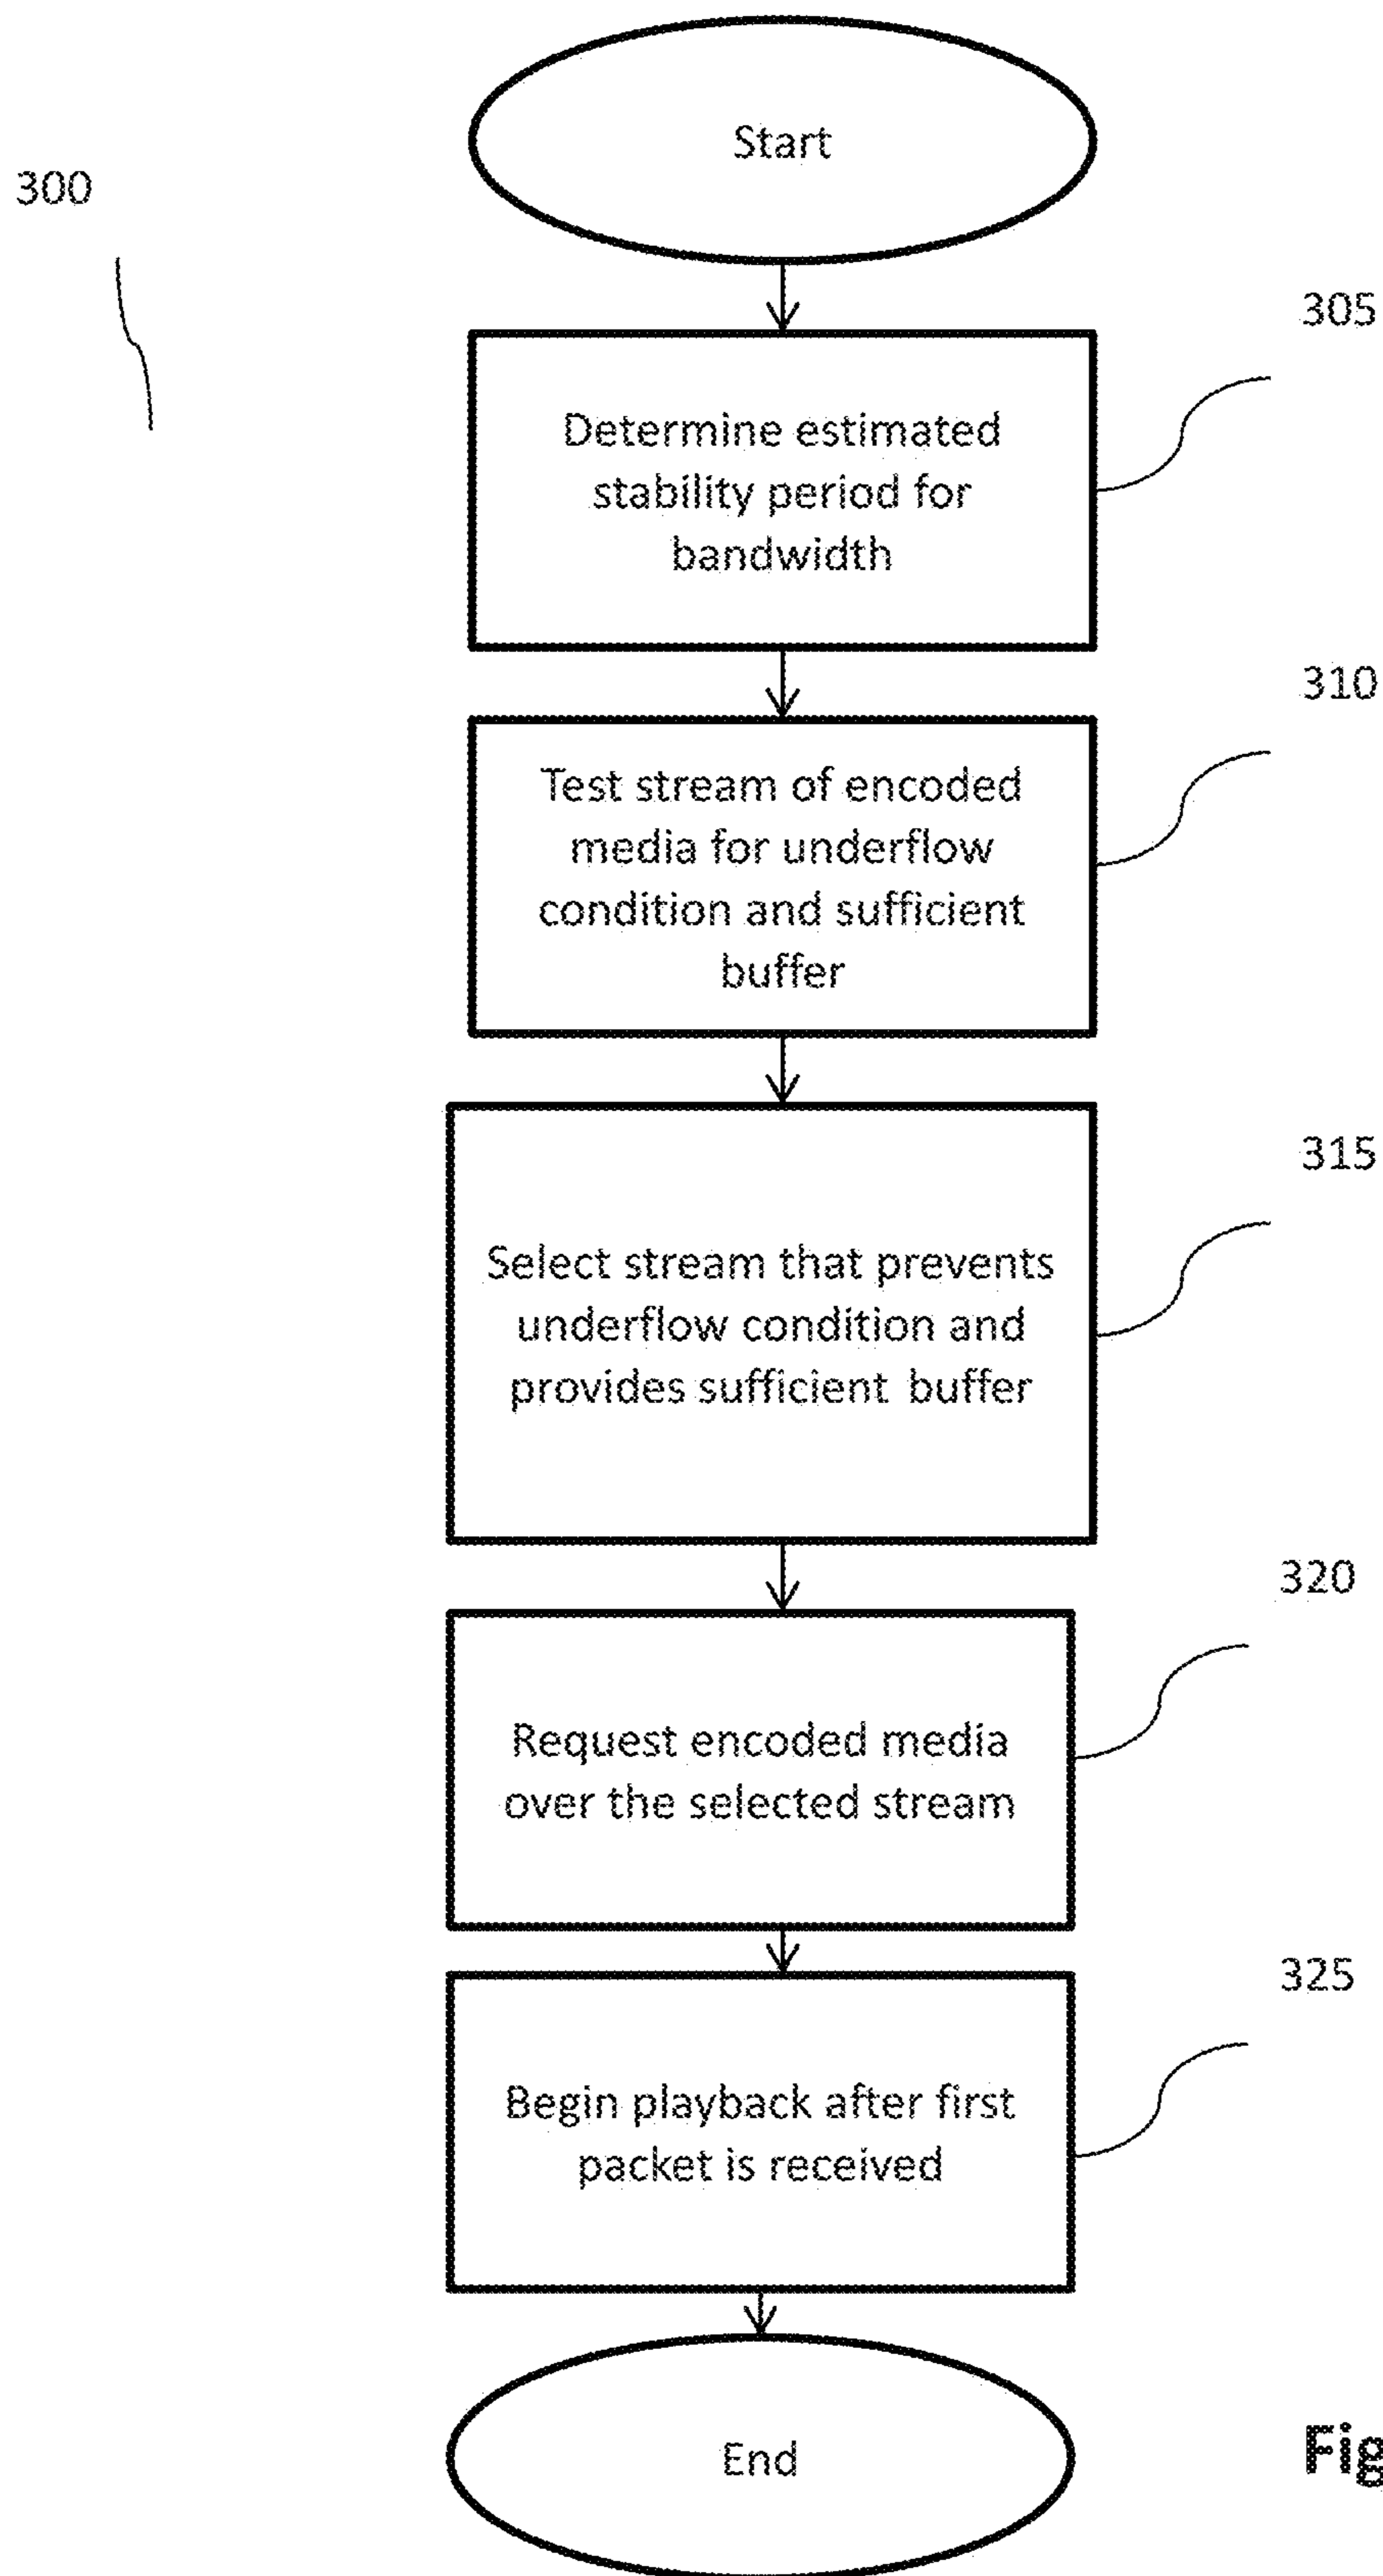 Start
300
305
Determine estimated
stability period for
bandwidth
310
Test stream of encoded
media for underflow
condition and sufficient
buffer
315
Select stream that prevents
underflow condition and
provides sufficient buffer
320
Request encoded media
over the selected stream
325
Begin playback after first
packet is received
End
Fig